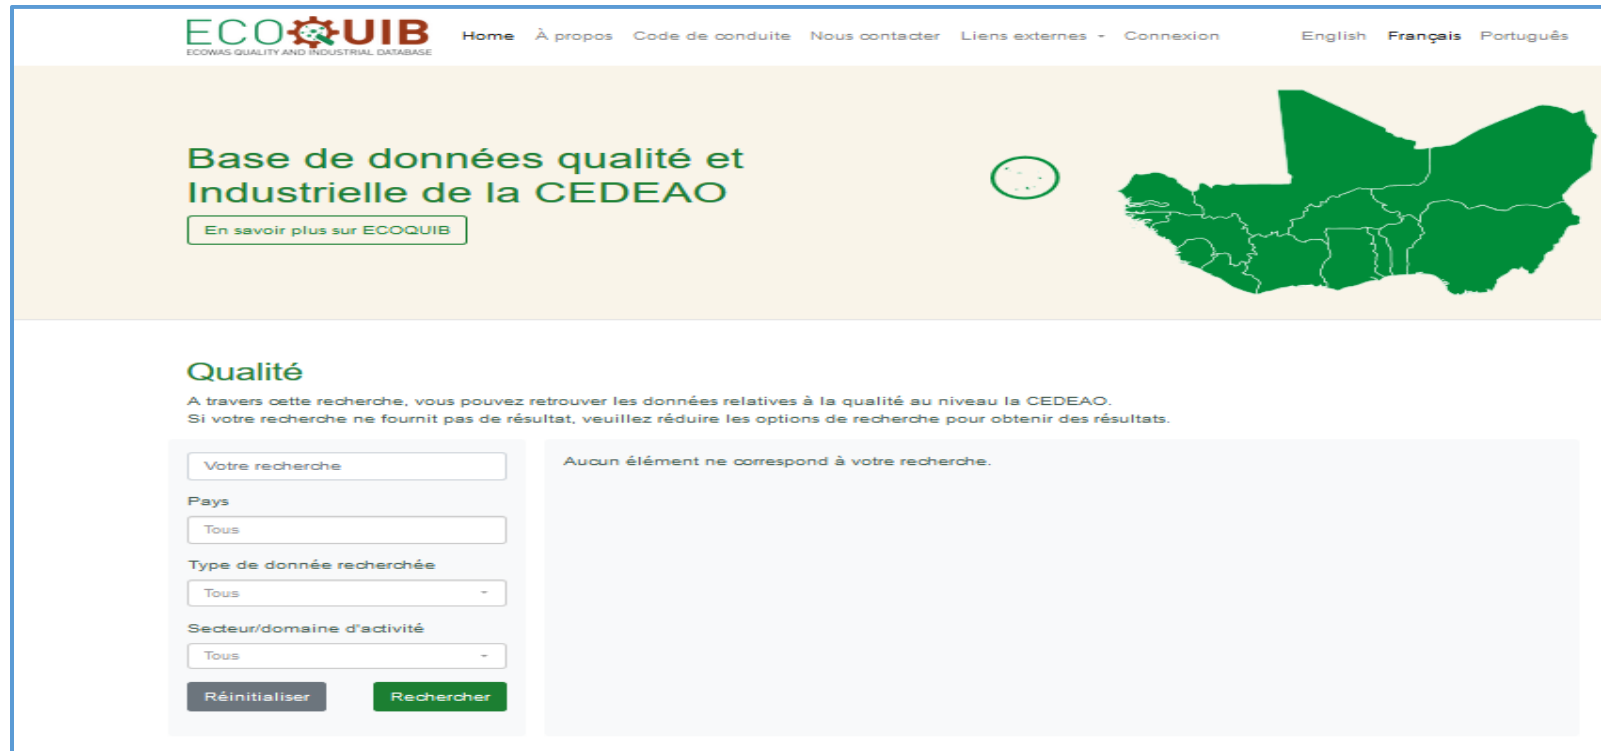 ECOQUIB
ECOWAS QUALITY AND INDUSTRIAL DATABASE
Home À propos Code de conduite Nous contacter Liens externes Connexion English Français Português
Base de données qualité et
Industrielle de la CEDEAO
En savoir plus sur ECOQUIB
Qualité
A travers cette recherche, vous pouvez retrouver les données relatives à la qualité au niveau la CEDEAO.
Si votre recherche ne fournit pas de résultat, veuillez réduire les options de recherche pour obtenir des résultats.
Votre recherche
Aucun élément ne correspond à votre recherche.
Pays
Tous
Type de donnée recherchée
Tous
Secteur/domaine d'activité
Tous
Réinitialiser Rechercher